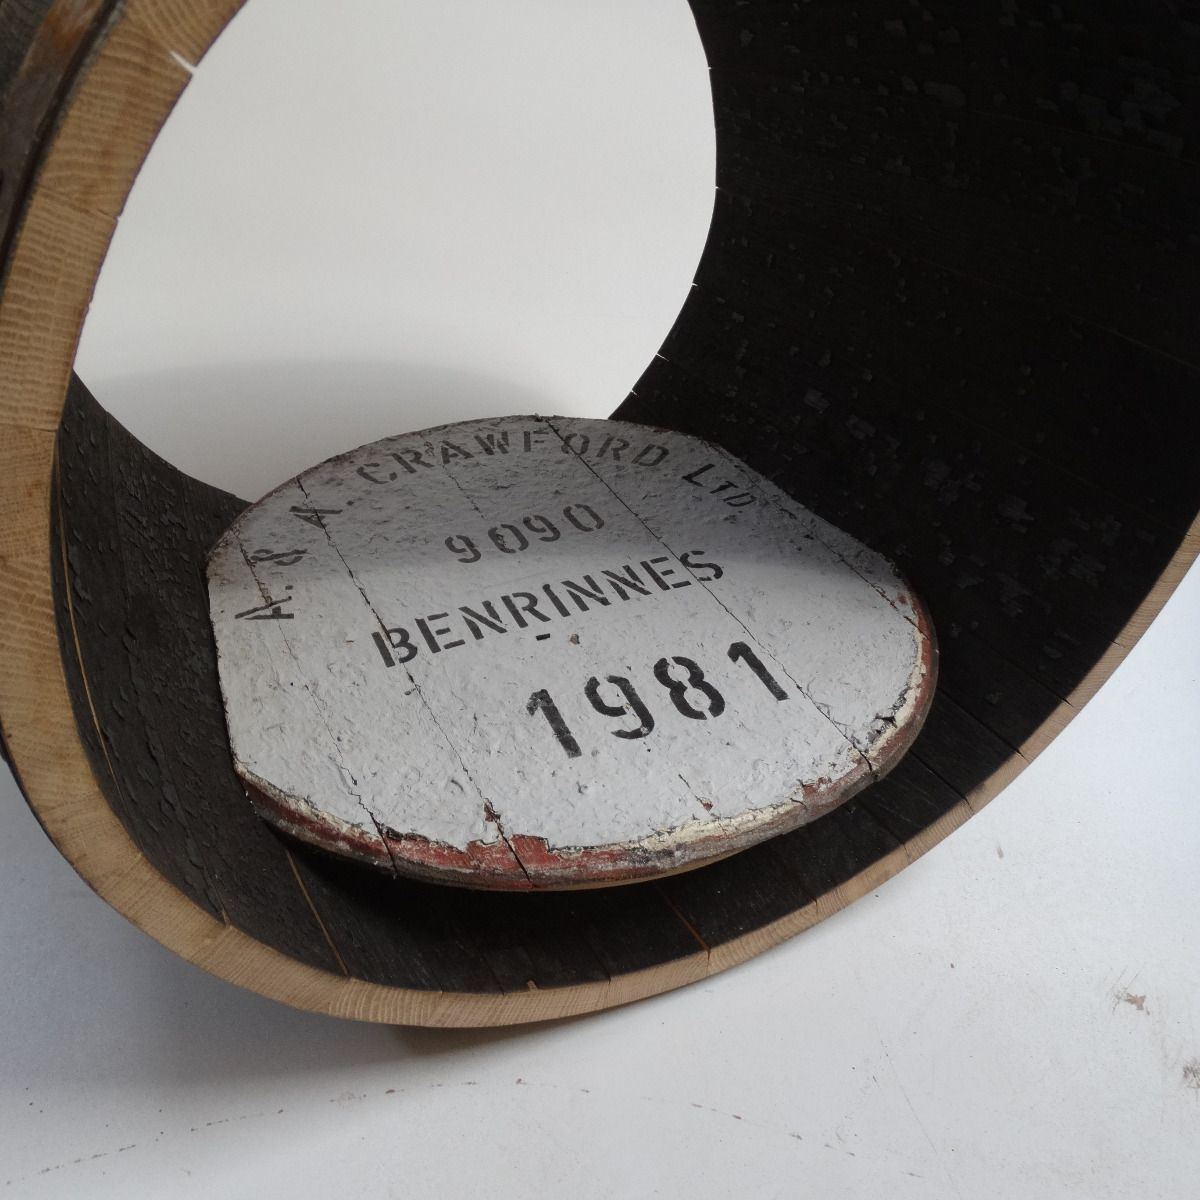 A. & A. CRAWFORD LTD
9090
BENRINNES
1981